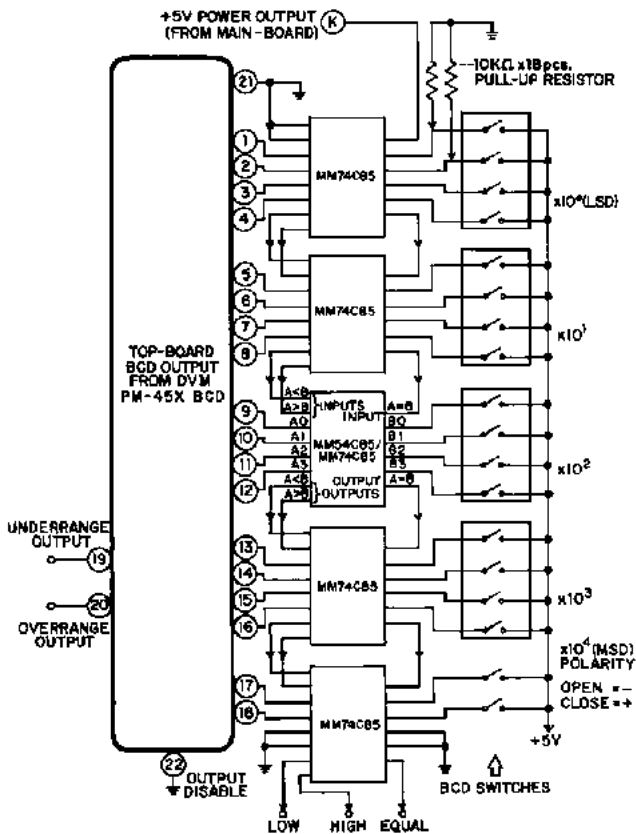 +5V POWER OUTPUT
(FROM MAIN-BOARD)
K
10KΩ x 18pcs.
PULL-UP RESISTOR
21
1
2
3
4
MM74C85
x10⁰(LSD)
5
6
7
8
MM74C85
x10¹
TOP-BOARD
BCD OUTPUT
FROM DVM
PM-45X BCD
A<B
A>B
INPUTS
INPUT
A=B
9
A0
B0
10
A1
MM54C85/
B1
11
A2
MM74C85
B2
12
A3
B3
A<B
OUTPUT
A=B
A>B
OUTPUTS
x10²
UNDERRANGE
OUTPUT
19
20
OVERRANGE
OUTPUT
13
14
15
16
MM74C85
x10³
x10⁴(MSD)
POLARITY
OPEN = -
CLOSE = +
17
18
MM74C85
+5V
22
OUTPUT
DISABLE
BCD SWITCHES
LOW
HIGH
EQUAL